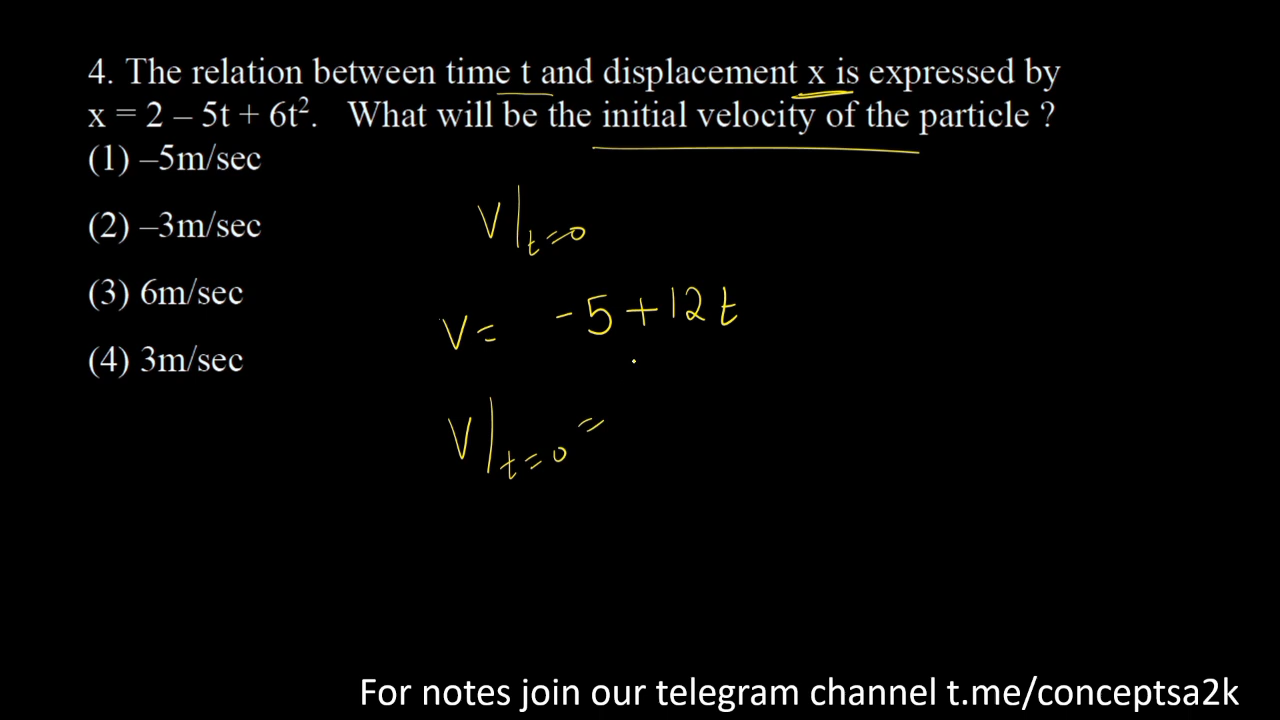 4. The relation between time t and displacement x is expressed by
x = 2 – 5t + 6t². What will be the initial velocity of the particle ?
(1) –5m/sec
(2) –3m/sec
(3) 6m/sec
(4) 3m/sec
V|t=0
V= -5+12t
V|t=0 =
For notes join our telegram channel t.me/conceptsa2k